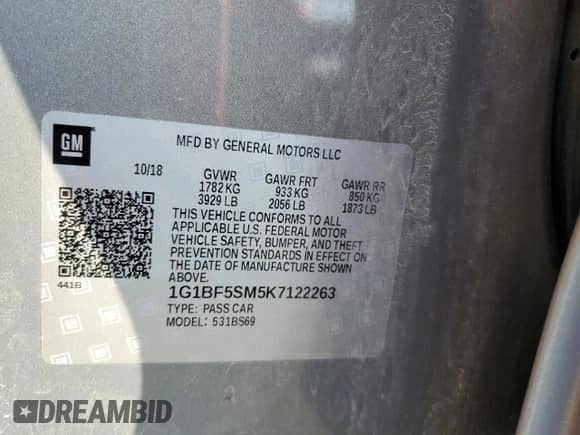 GM
MFD BY GENERAL MOTORS LLC
10/18 GVWR GAWR FRT GAWR RR
1782 KG 933 KG 850 KG
3929 LB 2056 LB 1873 LB
THIS VEHICLE CONFORMS TO ALL
APPLICABLE U.S. FEDERAL MOTOR
VEHICLE SAFETY, BUMPER, AND THEFT
PREVENTION STANDARDS IN EFFECT ON
THE DATE OF MANUFACTURE SHOWN
ABOVE.
441B
1G1BF5SM5K7122263
TYPE: PASS CAR
MODEL: 531BS69
DREAMBID